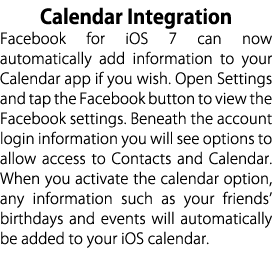 Calendar Integration
Facebook for iOS 7 can now
automatically add information to your
Calendar app if you wish. Open Settings
and tap the Facebook button to view the
Facebook settings. Beneath the account
login information you will see options to
allow access to Contacts and Calendar.
When you activate the calendar option,
any information such as your friends’
birthdays and events will automatically
be added to your iOS calendar.